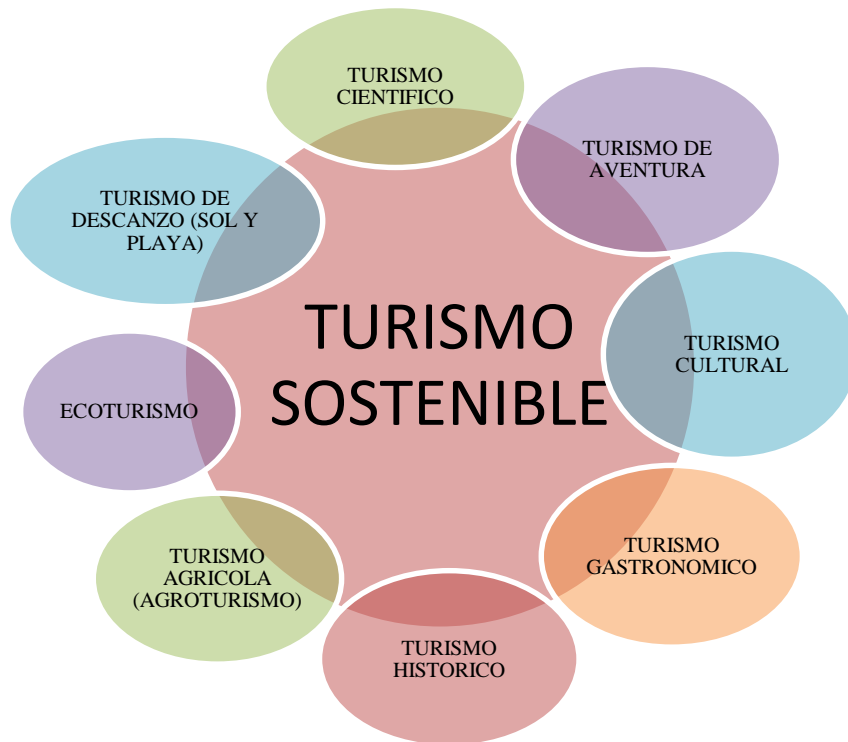 TURISMO
CIENTIFICO
TURISMO DE
AVENTURA
TURISMO DE
DESCANZO (SOL Y
PLAYA)
TURISMO
SOSTENIBLE
TURISMO
CULTURAL
ECOTURISMO
TURISMO
GASTRONOMICO
TURISMO
AGRICOLA
(AGROTURISMO)
TURISMO
HISTORICO